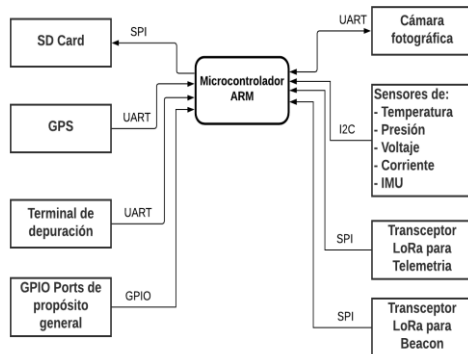 SD Card
SPI
GPS
UART
Terminal de
depuración
UART
GPIO Ports de
propósito
general
GPIO
Microcontrolador
ARM
UART
Cámara
fotográfica
I2C
Sensores de:
- Temperatura
- Presión
- Voltaje
- Corriente
- IMU
SPI
Transceptor
LoRa para
Telemetria
SPI
Transceptor
LoRa para
Beacon